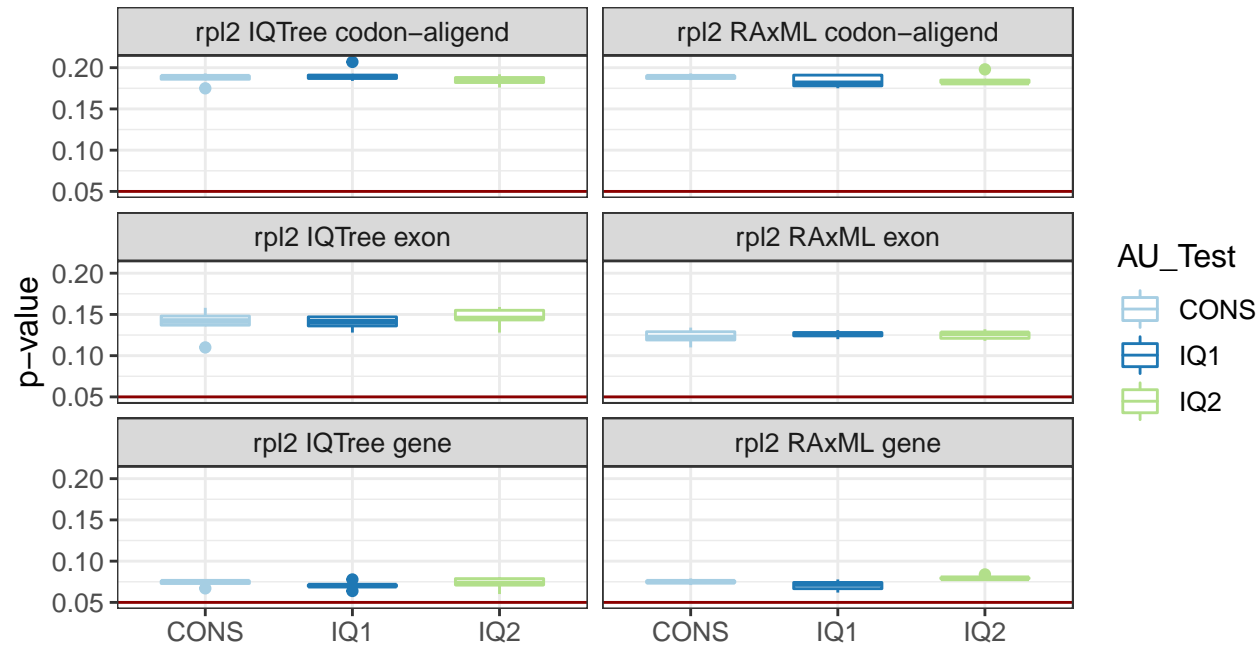 rpl2 IQTree codon−aligend
rpl2 RAxML codon−aligend
0.20
0.15
0.10
0.05
rpl2 IQTree exon
rpl2 RAxML exon
0.20
0.15
0.10
0.05
rpl2 IQTree gene
rpl2 RAxML gene
0.20
0.15
0.10
0.05
p−value
CONS
IQ1
IQ2
CONS
IQ1
IQ2
AU_Test
CONS
IQ1
IQ2